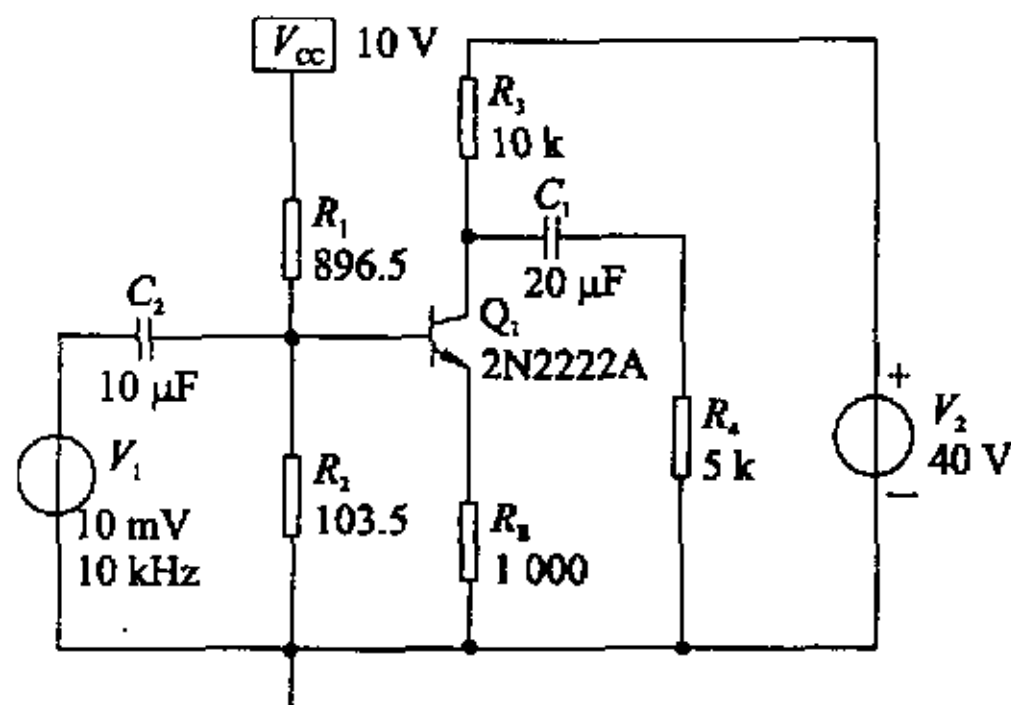 V_CC 10 V
R_3
10 k
C_1
20 μF
R_1
896.5
C_2
10 μF
Q_2
2N2222A
V_1
10 mV
10 kHz
R_2
103.5
R_E
1 000
R_4
5 k
+
V_2
40 V
—